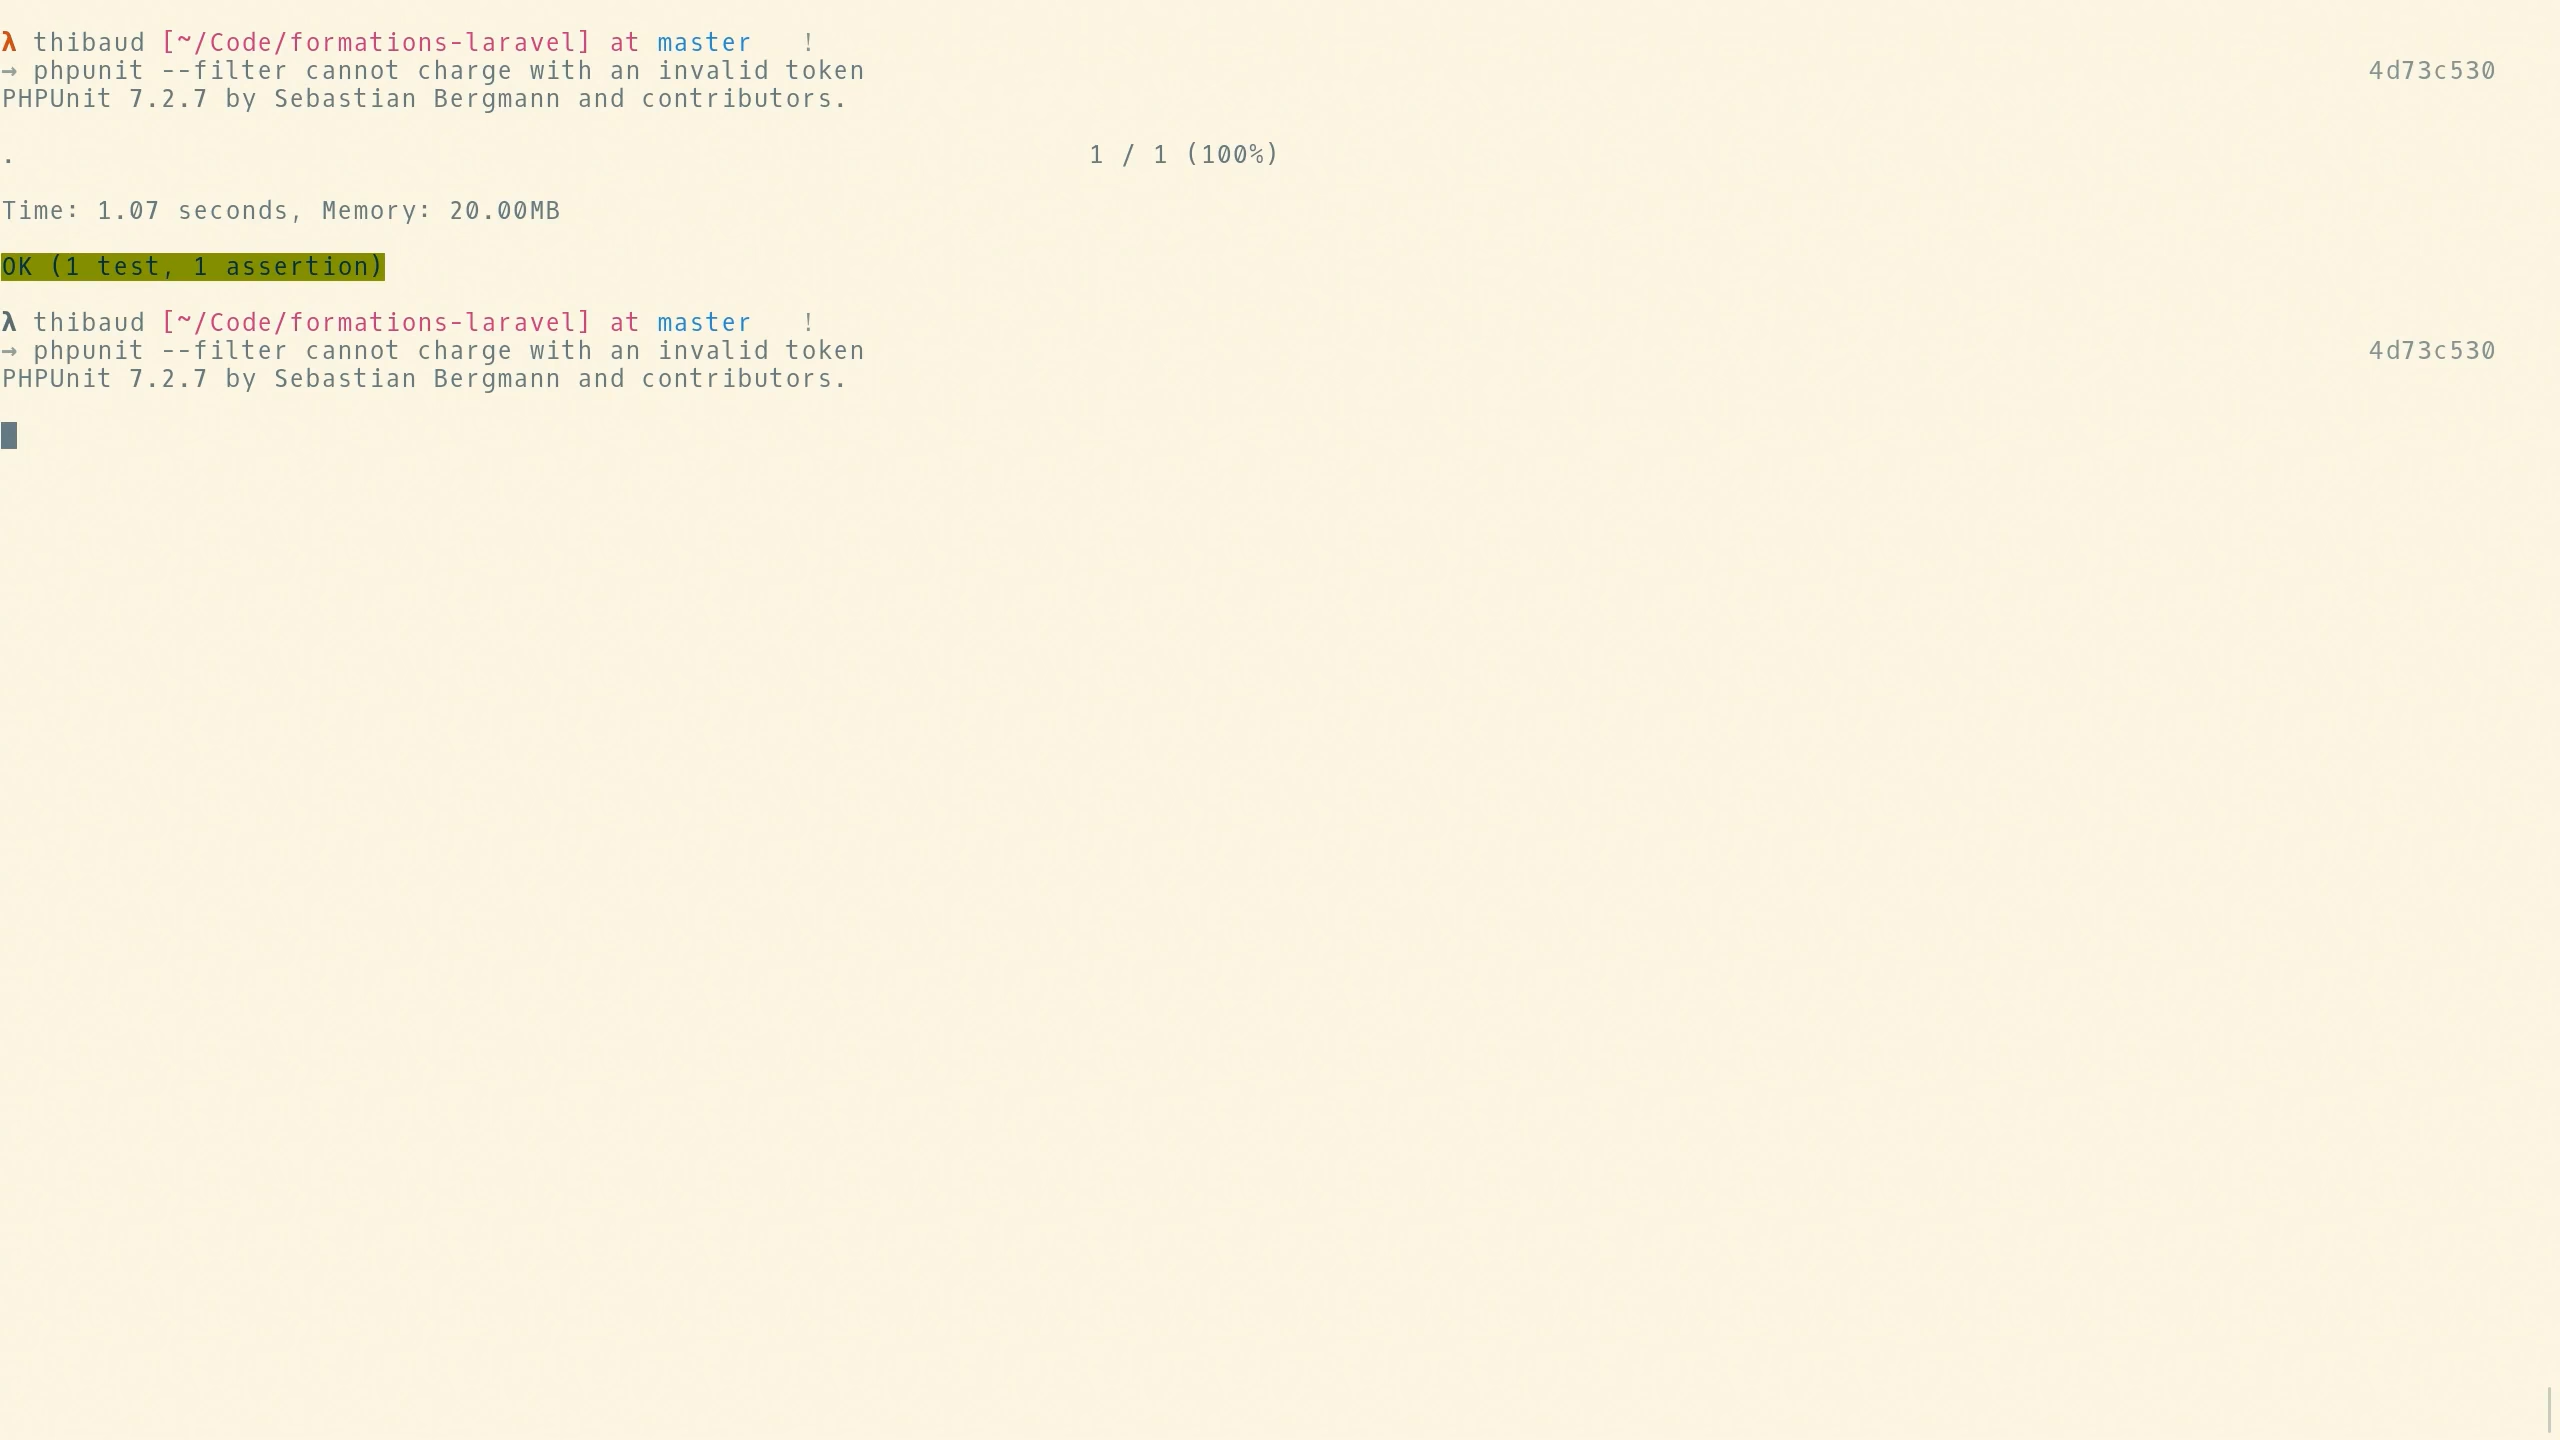 λ thibaud [~/Code/formations-laravel] at master !
→ phpunit --filter cannot charge with an invalid token 4d73c530
PHPUnit 7.2.7 by Sebastian Bergmann and contributors.
. 1 / 1 (100%)
Time: 1.07 seconds, Memory: 20.00MB
OK (1 test, 1 assertion)
λ thibaud [~/Code/formations-laravel] at master !
→ phpunit --filter cannot charge with an invalid token 4d73c530
PHPUnit 7.2.7 by Sebastian Bergmann and contributors.